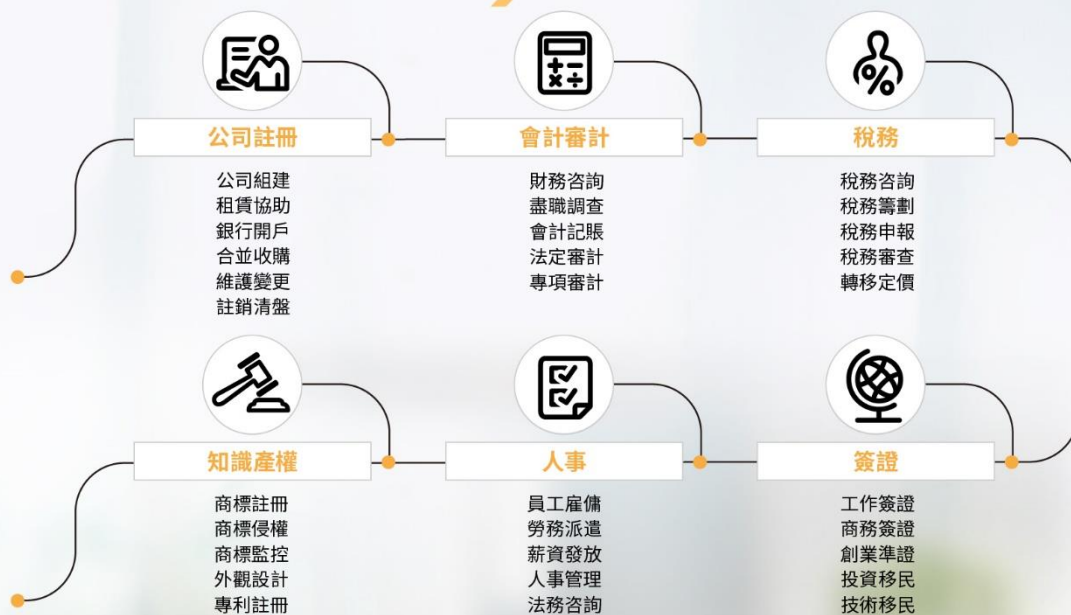 公司註冊
公司組建
租賃協助
銀行開戶
合並收購
維護變更
註銷清盤
會計審計
財務咨詢
盡職調查
會計記賬
法定審計
專項審計
稅務
稅務咨詢
稅務籌劃
稅務申報
稅務審查
轉移定價
知識產權
商標註冊
商標侵權
商標監控
外觀設計
專利註冊
人事
員工雇傭
勞務派遣
薪資發放
人事管理
法務咨詢
簽證
工作簽證
商務簽證
創業準證
投資移民
技術移民